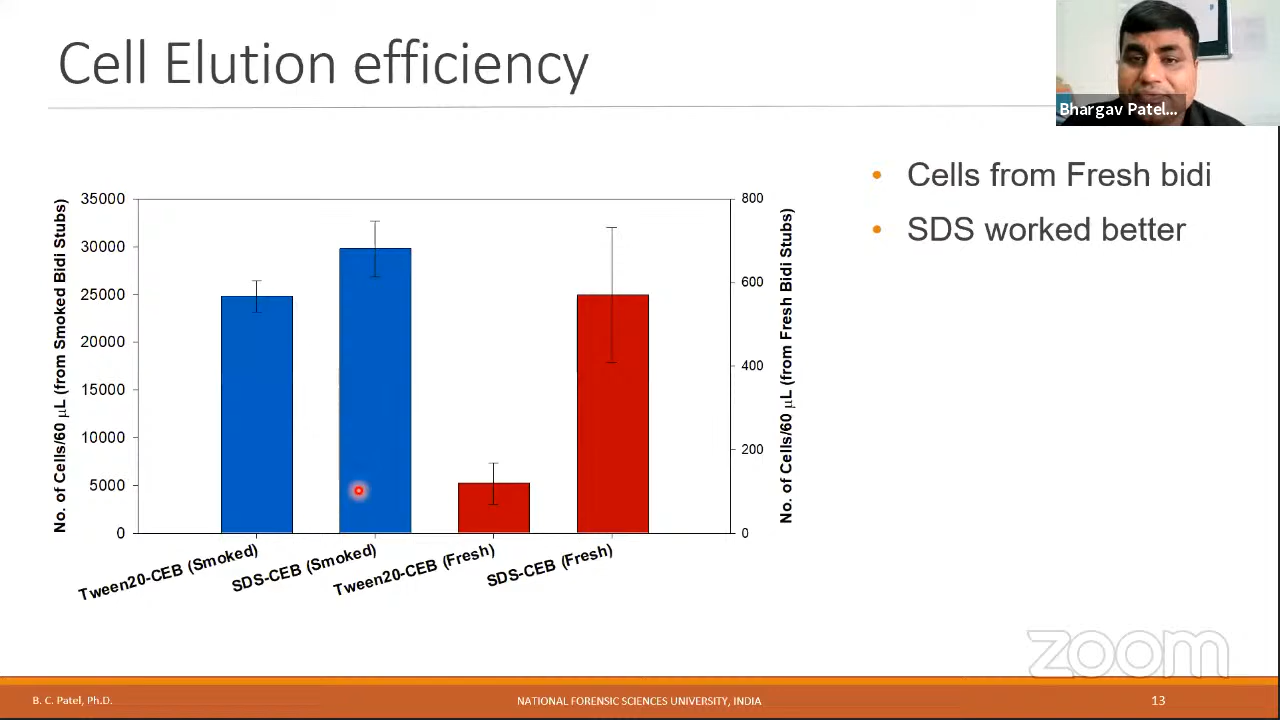 Cell Elution efficiency
Bhargav Patel...
Cells from Fresh bidi
SDS worked better
No. of Cells/60 µL (from Smoked Bidi Stubs)
35000
30000
25000
20000
15000
10000
5000
0
800
600
400
200
0
No. of Cells/60 µL (from Fresh Bidi Stubs)
Tween20-CEB (Smoked)
SDS-CEB (Smoked)
Tween20-CEB (Fresh)
SDS-CEB (Fresh)
zoom
B. C. Patel, Ph.D.
NATIONAL FORENSIC SCIENCES UNIVERSITY, INDIA
13